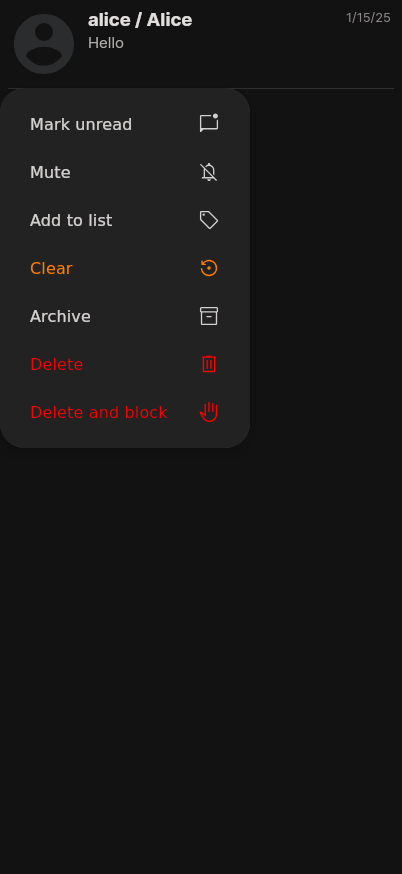 alice / Alice
1/15/25
Hello
Mark unread
Mute
Add to list
Clear
Archive
Delete
Delete and block